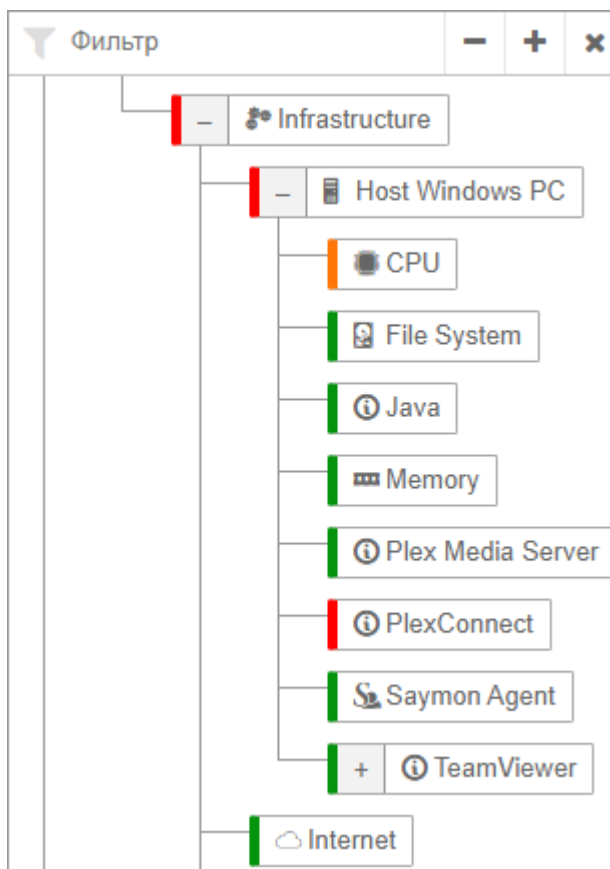 Фильтр
Infrastructure
Host Windows PC
CPU
File System
Java
Memory
Plex Media Server
PlexConnect
Saymon Agent
TeamViewer
Internet